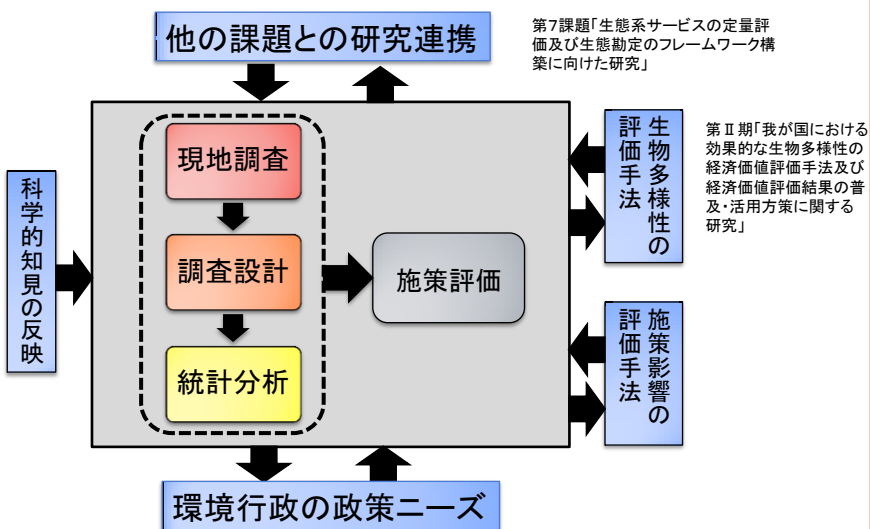 他の課題との研究連携
第7課題「生態系サービスの定量評
価及び生態勘定のフレームワーク構
築に向けた研究」
現地調査
調査設計
統計分析
施策評価
科学的知見の反映
生物多様性の
評価手法
第Ⅱ期「我が国における
効果的な生物多様性の
経済価値評価手法及び
経済価値評価結果の普
及・活用方策に関する
研究」
施策影響の
評価手法
環境行政の政策ニーズ